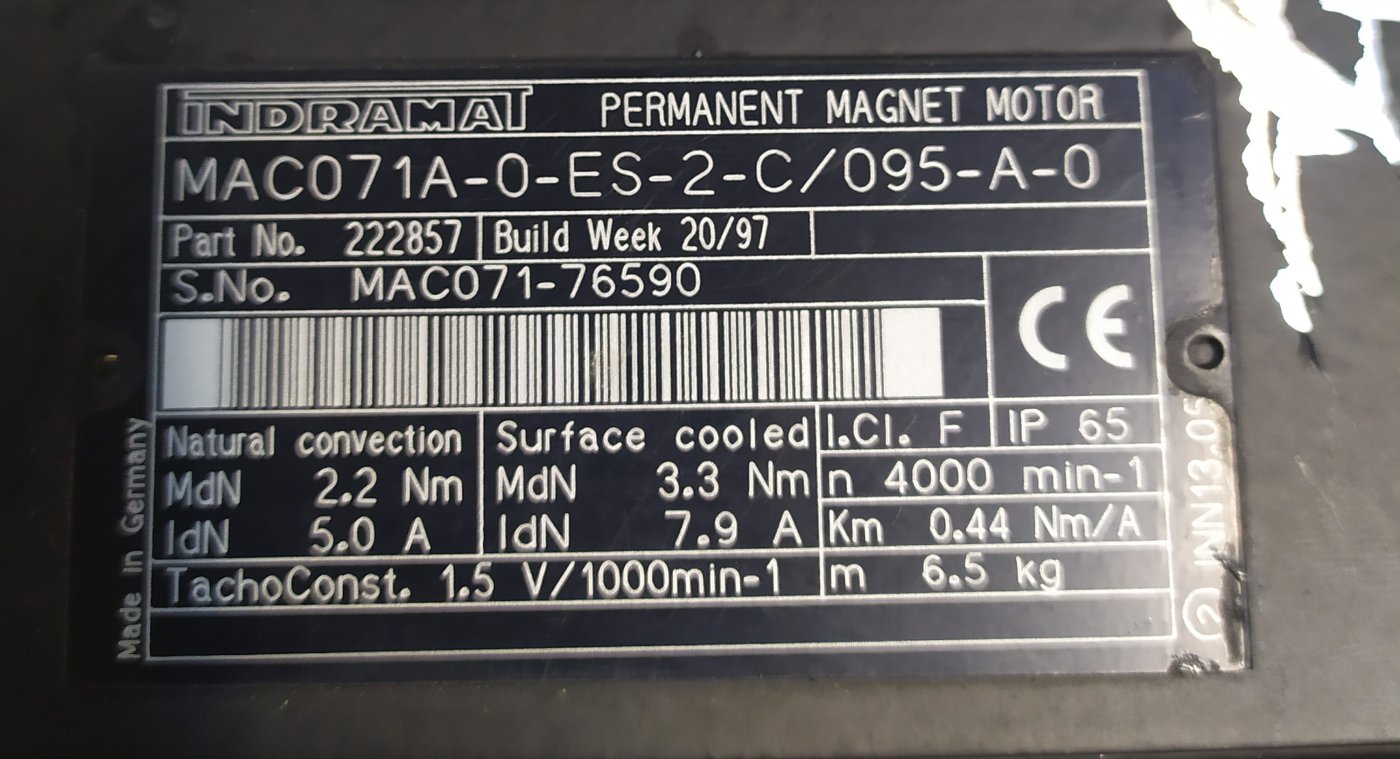 INDRAMAT PERMANENT MAGNET MOTOR
MAC071A-0-ES-2-C/095-A-0
Part No. 222857 Build Week 20/97
S.No. MAC071-76590
CE
Natural convection Surface cooled I.Cl. F IP 65
MdN 2.2 Nm MdN 3.3 Nm n 4000 min-1
IdN 5.0 A IdN 7.9 A Km 0.44 Nm/A
TachoConst. 1.5 V/1000min-1 m 6.5 kg
Made in Germany
2 INN13.05